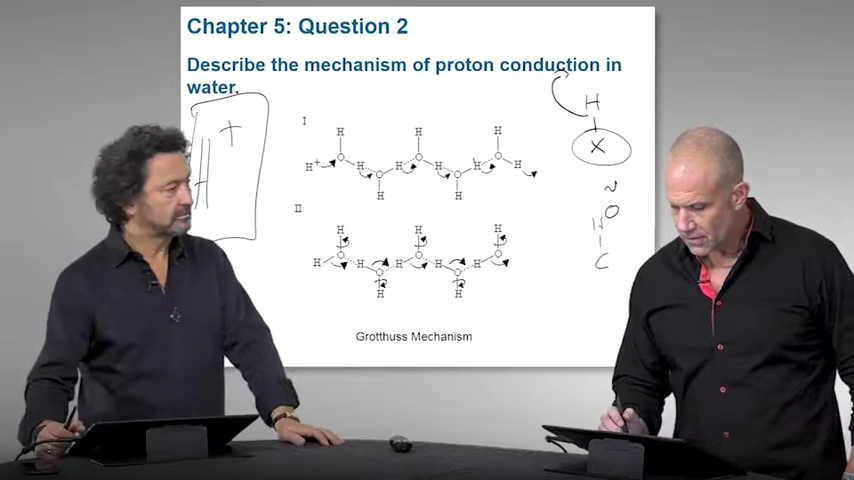 Chapter 5: Question 2
Describe the mechanism of proton conduction in
water.
H+
H
X
N
O
H
C
I
H H H
O O O
H+ H H H H H
O O
H H
II
H H H
O O O
H H H H H
O O
H H
Grotthuss Mechanism